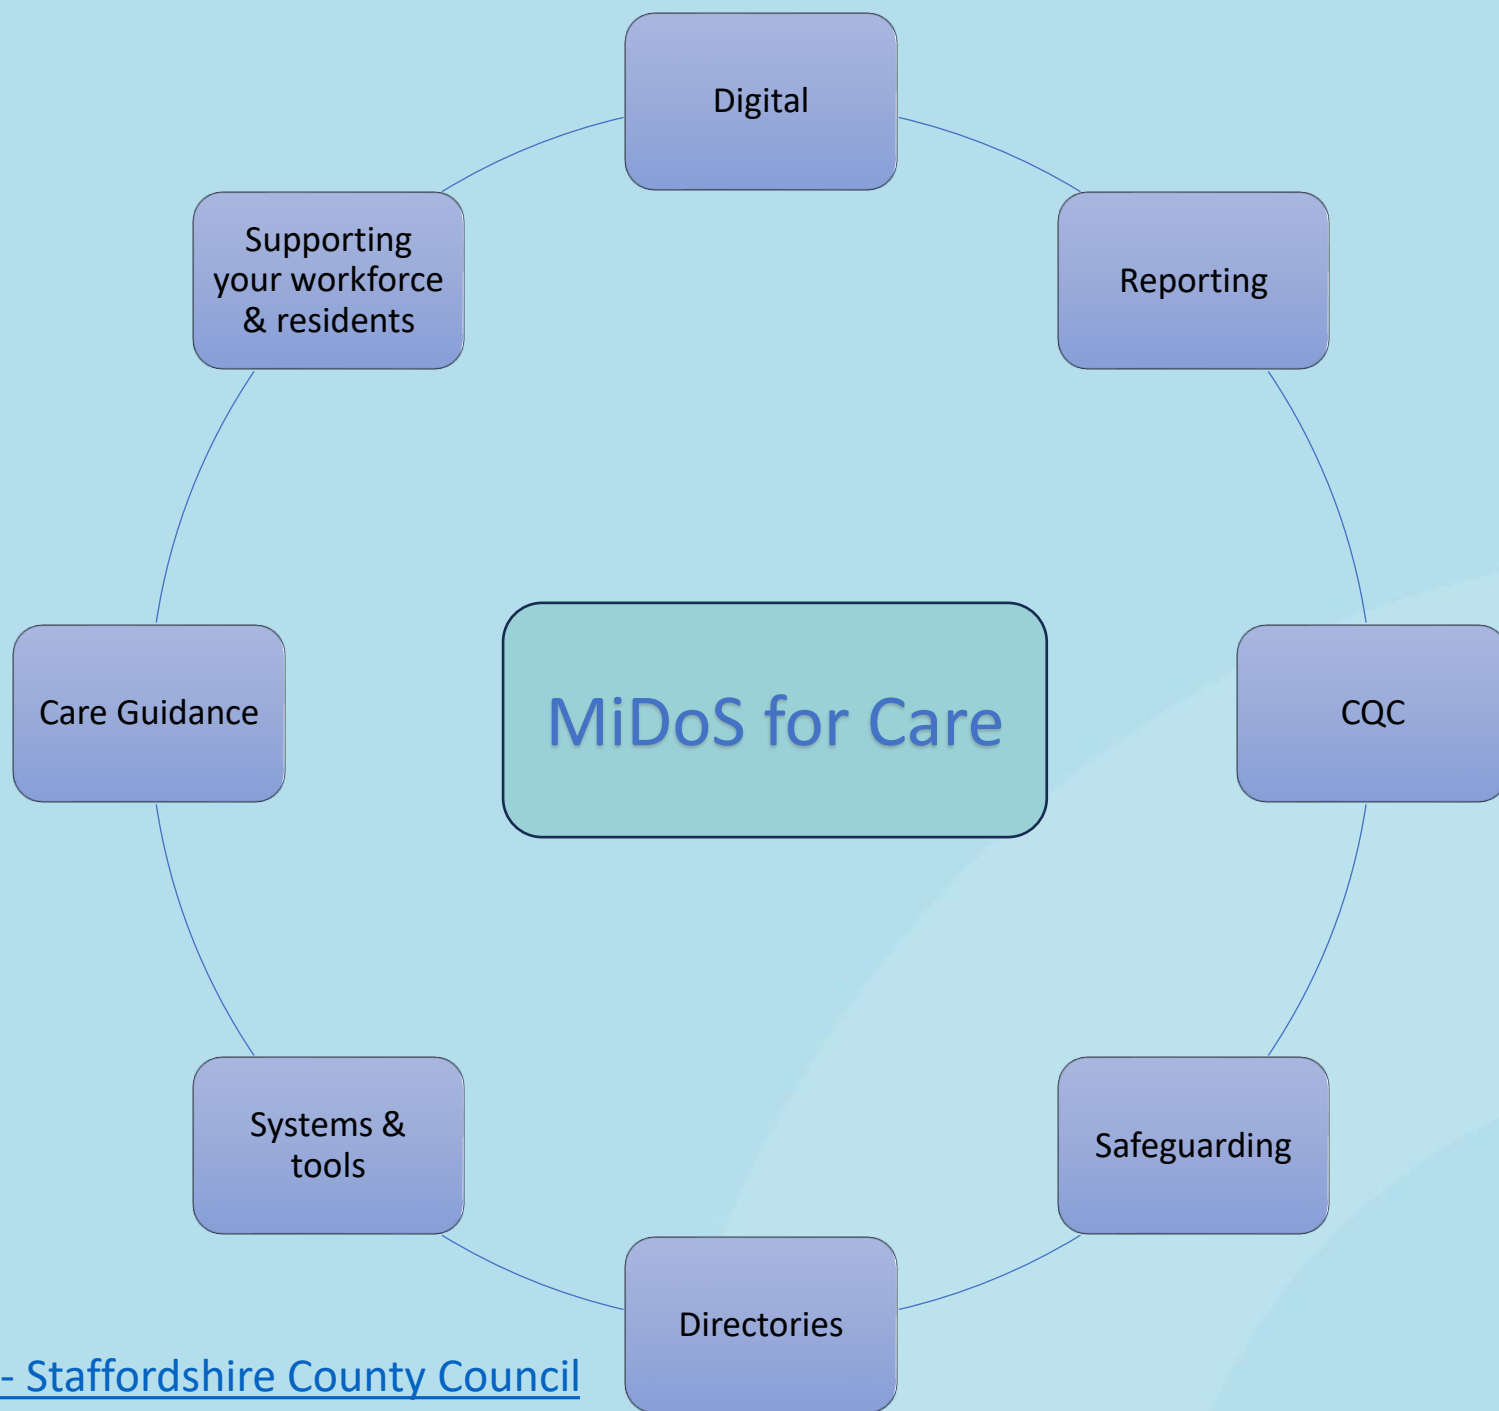 Digital
Supporting
your workforce
& residents
Reporting
Care Guidance
MiDoS for Care
CQC
Systems &
tools
Safeguarding
Directories
- Staffordshire County Council